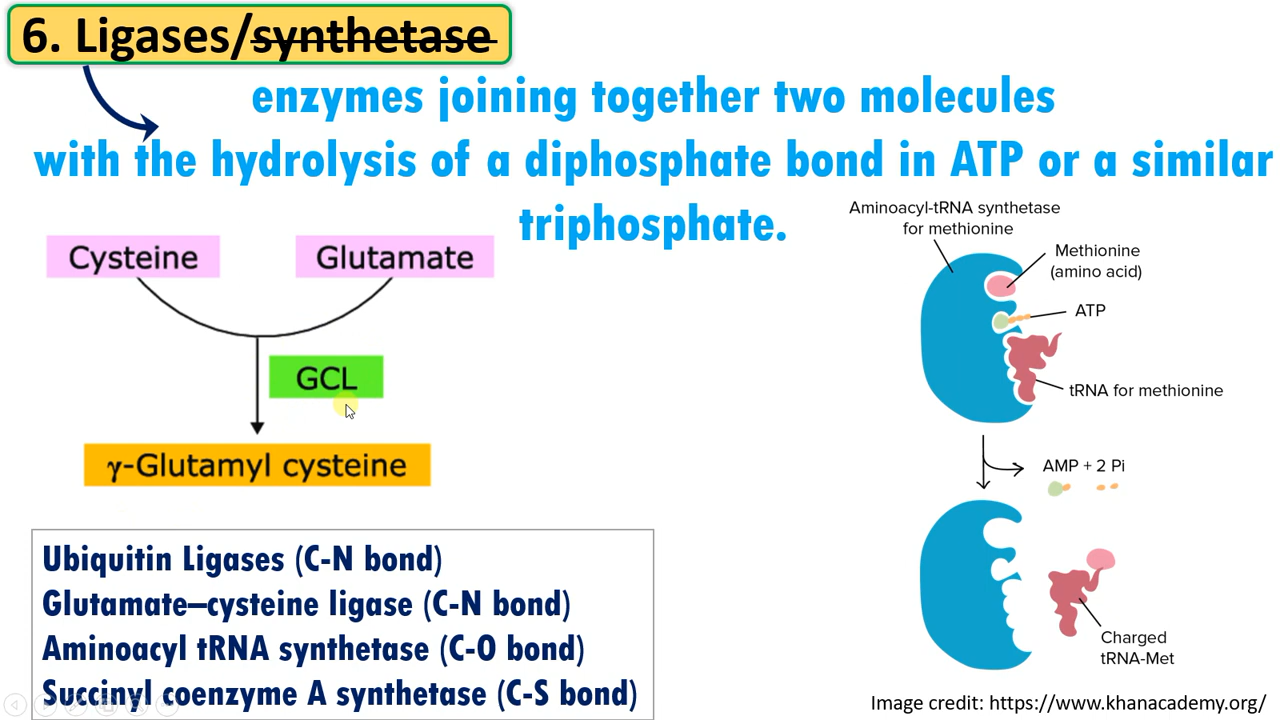 6. Ligases/synthetase
enzymes joining together two molecules
with the hydrolysis of a diphosphate bond in ATP or a similar
triphosphate.
Cysteine
Glutamate
GCL
γ-Glutamyl cysteine
Ubiquitin Ligases (C-N bond)
Glutamate–cysteine ligase (C-N bond)
Aminoacyl tRNA synthetase (C-O bond)
Succinyl coenzyme A synthetase (C-S bond)
Aminoacyl-tRNA synthetase
for methionine
Methionine
(amino acid)
ATP
tRNA for methionine
AMP + 2 Pi
Charged
tRNA-Met
Image credit: https://www.khanacademy.org/